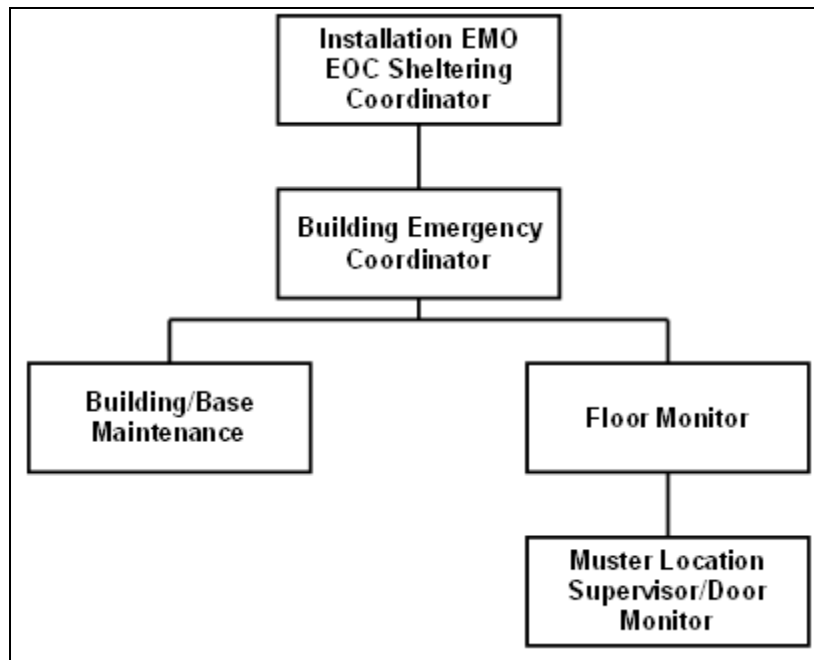 Installation EMO
EOC Sheltering
Coordinator
Building Emergency
Coordinator
Building/Base
Maintenance
Floor Monitor
Muster Location
Supervisor/Door
Monitor